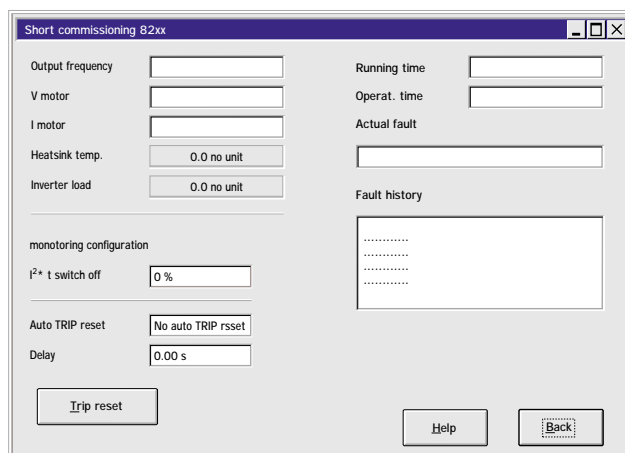 Short commissioning 82xx
Output frequency
V motor
I motor
Heatsink temp. 0.0 no unit
Inverter load 0.0 no unit
monotoring configuration
I²* t switch off 0 %
Auto TRIP reset No auto TRIP rsset
Delay 0.00 s
Trip reset
Running time
Operat. time
Actual fault
Fault history
............
............
............
............
Help
Back